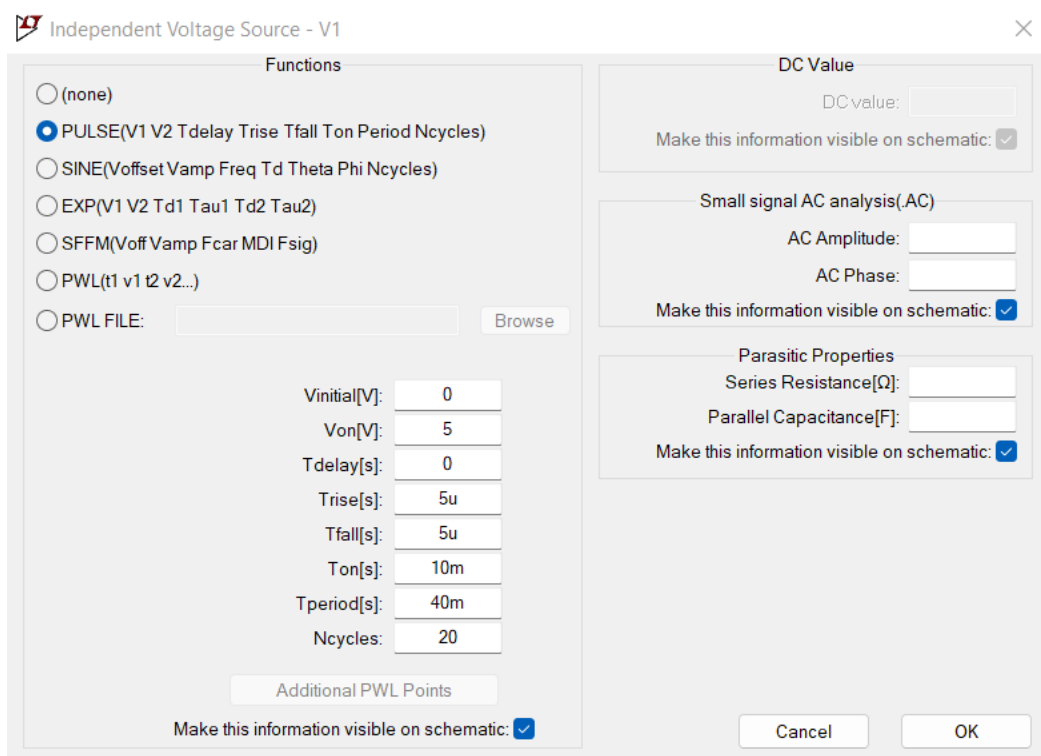 Independent Voltage Source - V1
Functions
(none)
PULSE(V1 V2 Tdelay Trise Tfall Ton Period Ncycles)
SINE(Voffset Vamp Freq Td Theta Phi Ncycles)
EXP(V1 V2 Td1 Tau1 Td2 Tau2)
SFFM(Voff Vamp Fcar MDI Fsig)
PWL(t1 v1 t2 v2...)
PWL FILE: Browse
Vinitial[V]: 0
Von[V]: 5
Tdelay[s]: 0
Trise[s]: 5u
Tfall[s]: 5u
Ton[s]: 10m
Tperiod[s]: 40m
Ncycles: 20
Additional PWL Points
Make this information visible on schematic:
DC Value
DC value:
Make this information visible on schematic:
Small signal AC analysis(.AC)
AC Amplitude:
AC Phase:
Make this information visible on schematic:
Parasitic Properties
Series Resistance[Ω]:
Parallel Capacitance[F]:
Make this information visible on schematic:
Cancel OK